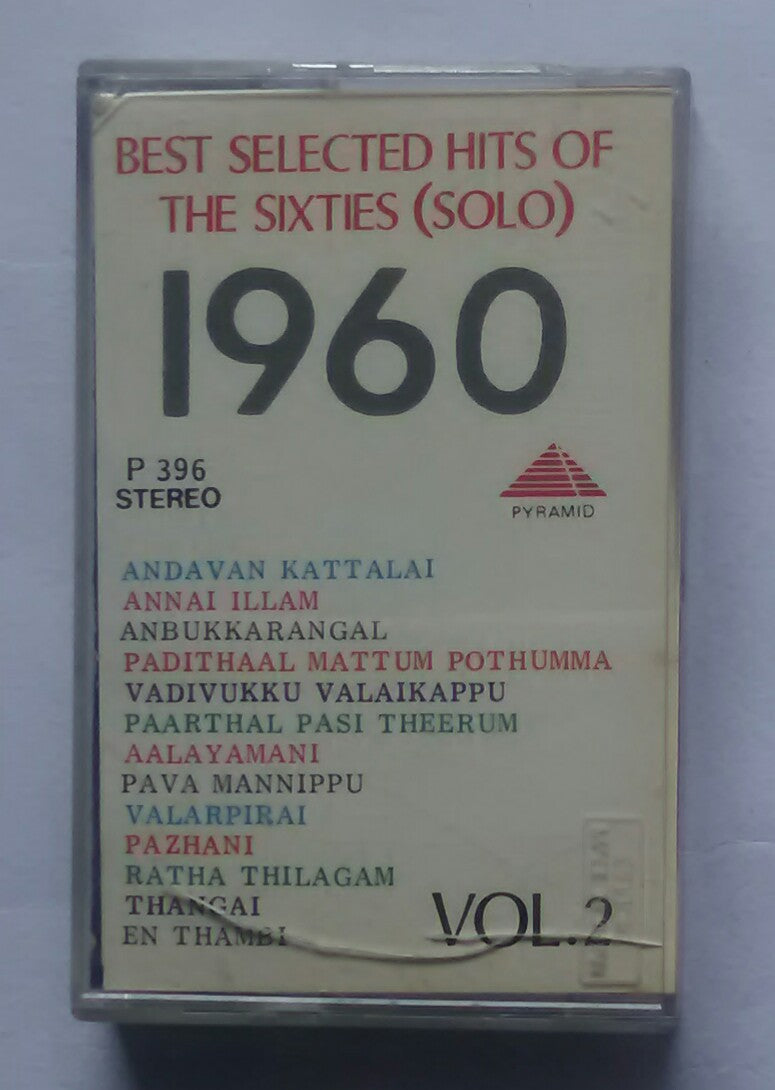 BEST SELECTED HITS OF
THE SIXTIES (SOLO)
1960
P 396
STEREO
PYRAMID
ANDAVAN KATTALAI
ANNAI ILLAM
ANBUKKARANGAL
PADITHAAL MATTUM POTHUMMA
VADIVUKKU VALAIKAPPU
PAARTHAL PASI THEERUM
AALAYAMANI
PAVA MANNIPPU
VALARPIRAI
PAZHANI
RATHA THILAGAM
THANGAI
EN THAMBI
VOL.2